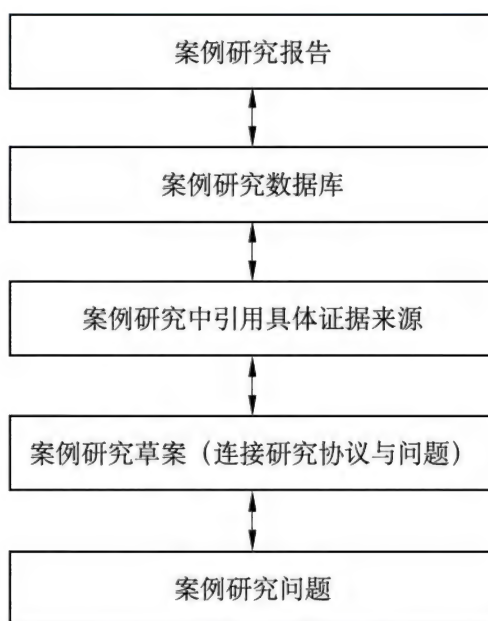 案例研究报告
案例研究数据库
案例研究中引用具体证据来源
案例研究草案（连接研究协议与问题）
案例研究问题